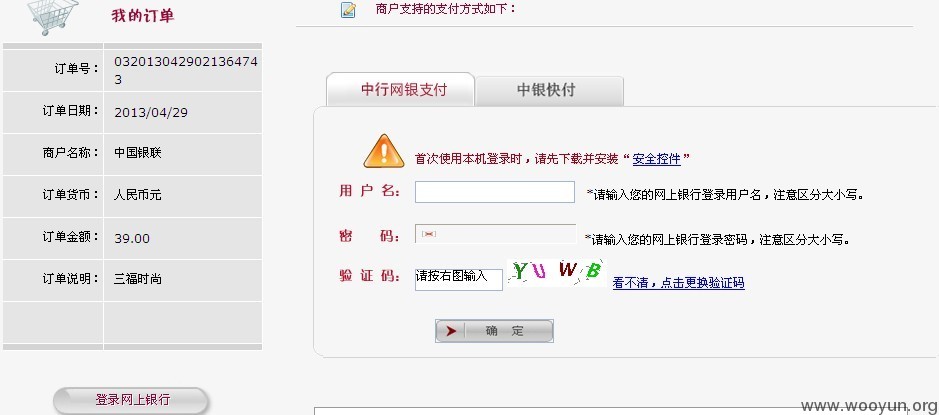 我的订单
订单号： 032013042902136474
3
订单日期： 2013/04/29
商户名称： 中国银联
订单货币： 人民币元
订单金额： 39.00
订单说明： 三福时尚
登录网上银行
商户支持的支付方式如下：
中行网银支付 中银快付
首次使用本机登录时，请先下载并安装“安全控件”
用 户 名： *请输入您的网上银行登录用户名，注意区分大小写。
密 码： *请输入您的网上银行登录密码，注意区分大小写。
验 证 码： 请按右图输入 YUWB 看不清，点击更换验证码
确 定
www.wooyun.org